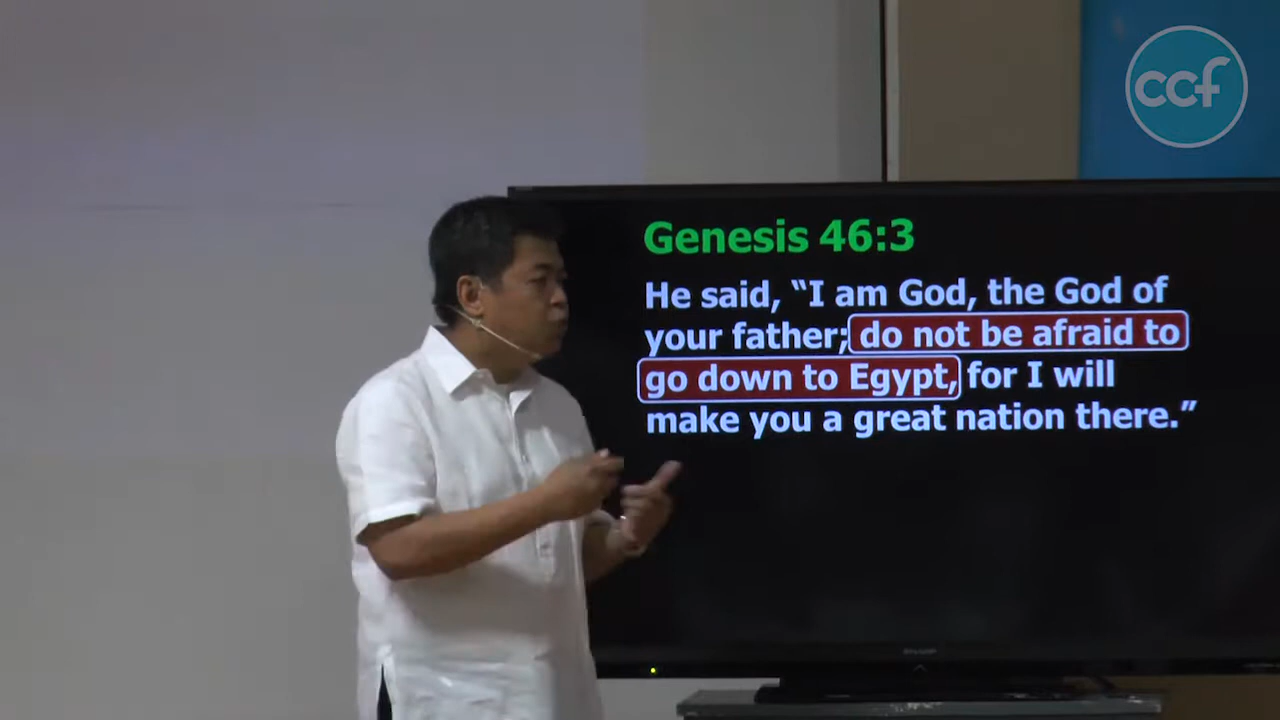 ccf
Genesis 46:3
He said, “I am God, the God of
your father; do not be afraid to
go down to Egypt, for I will
make you a great nation there.”
SHARP